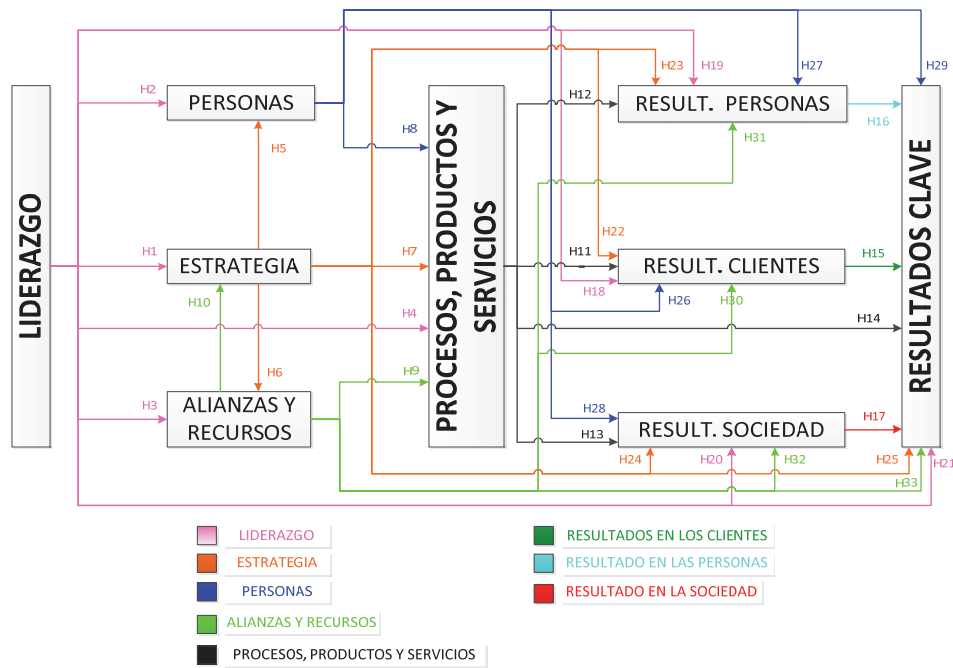 H23
H19
H27
H29
H2
PERSONAS
H12
RESULT. PERSONAS
H16
H8
H31
H5
LIDERAZGO
PROCESOS, PRODUCTOS Y
SERVICIOS
RESULTADOS CLAVE
H22
H1
ESTRATEGIA
H7
H11
RESULT. CLIENTES
H15
H18
H10
H26
H30
H4
H14
H6
H9
H3
ALIANZAS Y
RECURSOS
H28
RESULT. SOCIEDAD
H17
H13
H24
H20
H32
H25
H21
H33
LIDERAZGO
ESTRATEGIA
PERSONAS
ALIANZAS Y RECURSOS
PROCESOS, PRODUCTOS Y SERVICIOS
RESULTADOS EN LOS CLIENTES
RESULTADO EN LAS PERSONAS
RESULTADO EN LA SOCIEDAD